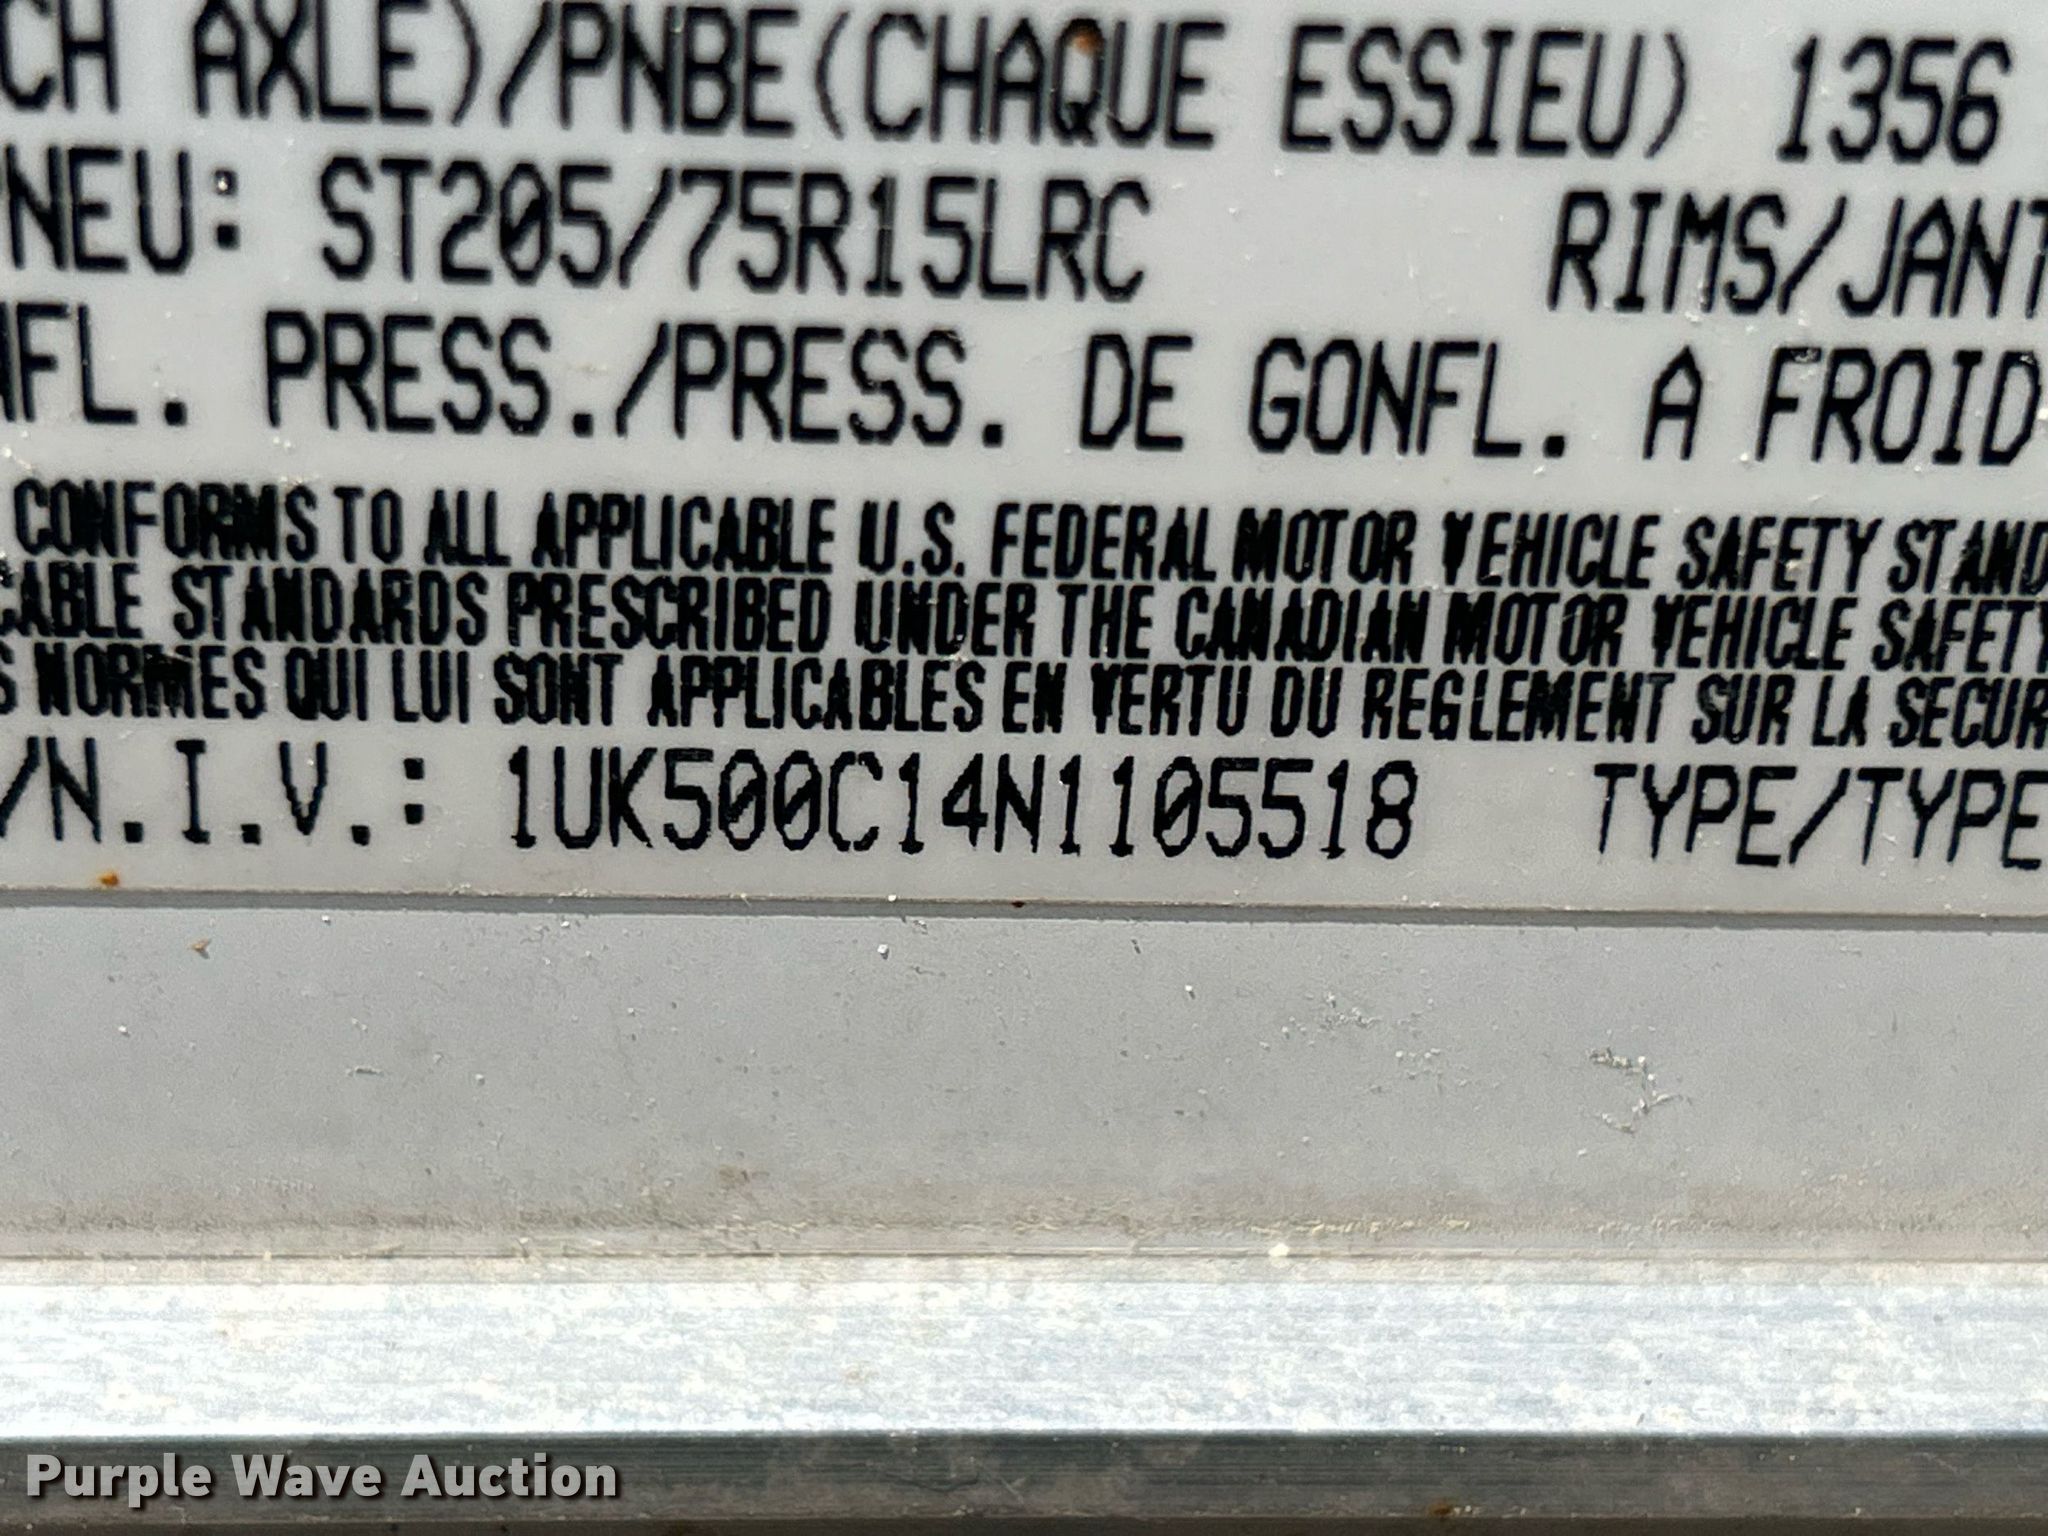 CH AXLE)/PNBE(CHAQUE ESSIEU) 1356
PNEU: ST205/75R15LRC RIMS/JANT
NFL. PRESS./PRESS. DE GONFL. A FROID
CONFORMS TO ALL APPLICABLE U.S. FEDERAL MOTOR VEHICLE SAFETY STAND
CABLE STANDARDS PRESCRIBED UNDER THE CANADIAN MOTOR VEHICLE SAFETY
S NORMES QUI LUI SONT APPLICABLES EN VERTU DU REGLEMENT SUR LA SECUR
/N.I.V.: 1UK500C14N1105518 TYPE/TYPE
Purple Wave Auction